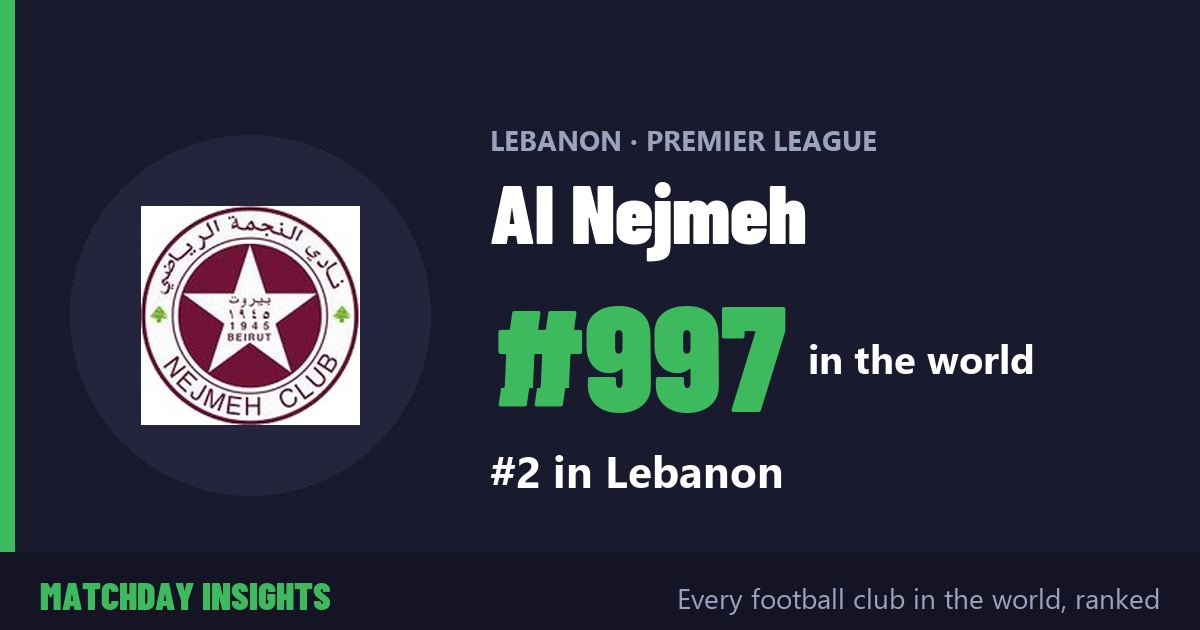 LEBANON · PREMIER LEAGUE
Al Nejmeh
#997 in the world
#2 in Lebanon
نادي النجمة الرياضي
بيروت
١٩٤٥
1945
BEIRUT
NEJMEH CLUB
MATCHDAY INSIGHTS
Every football club in the world, ranked